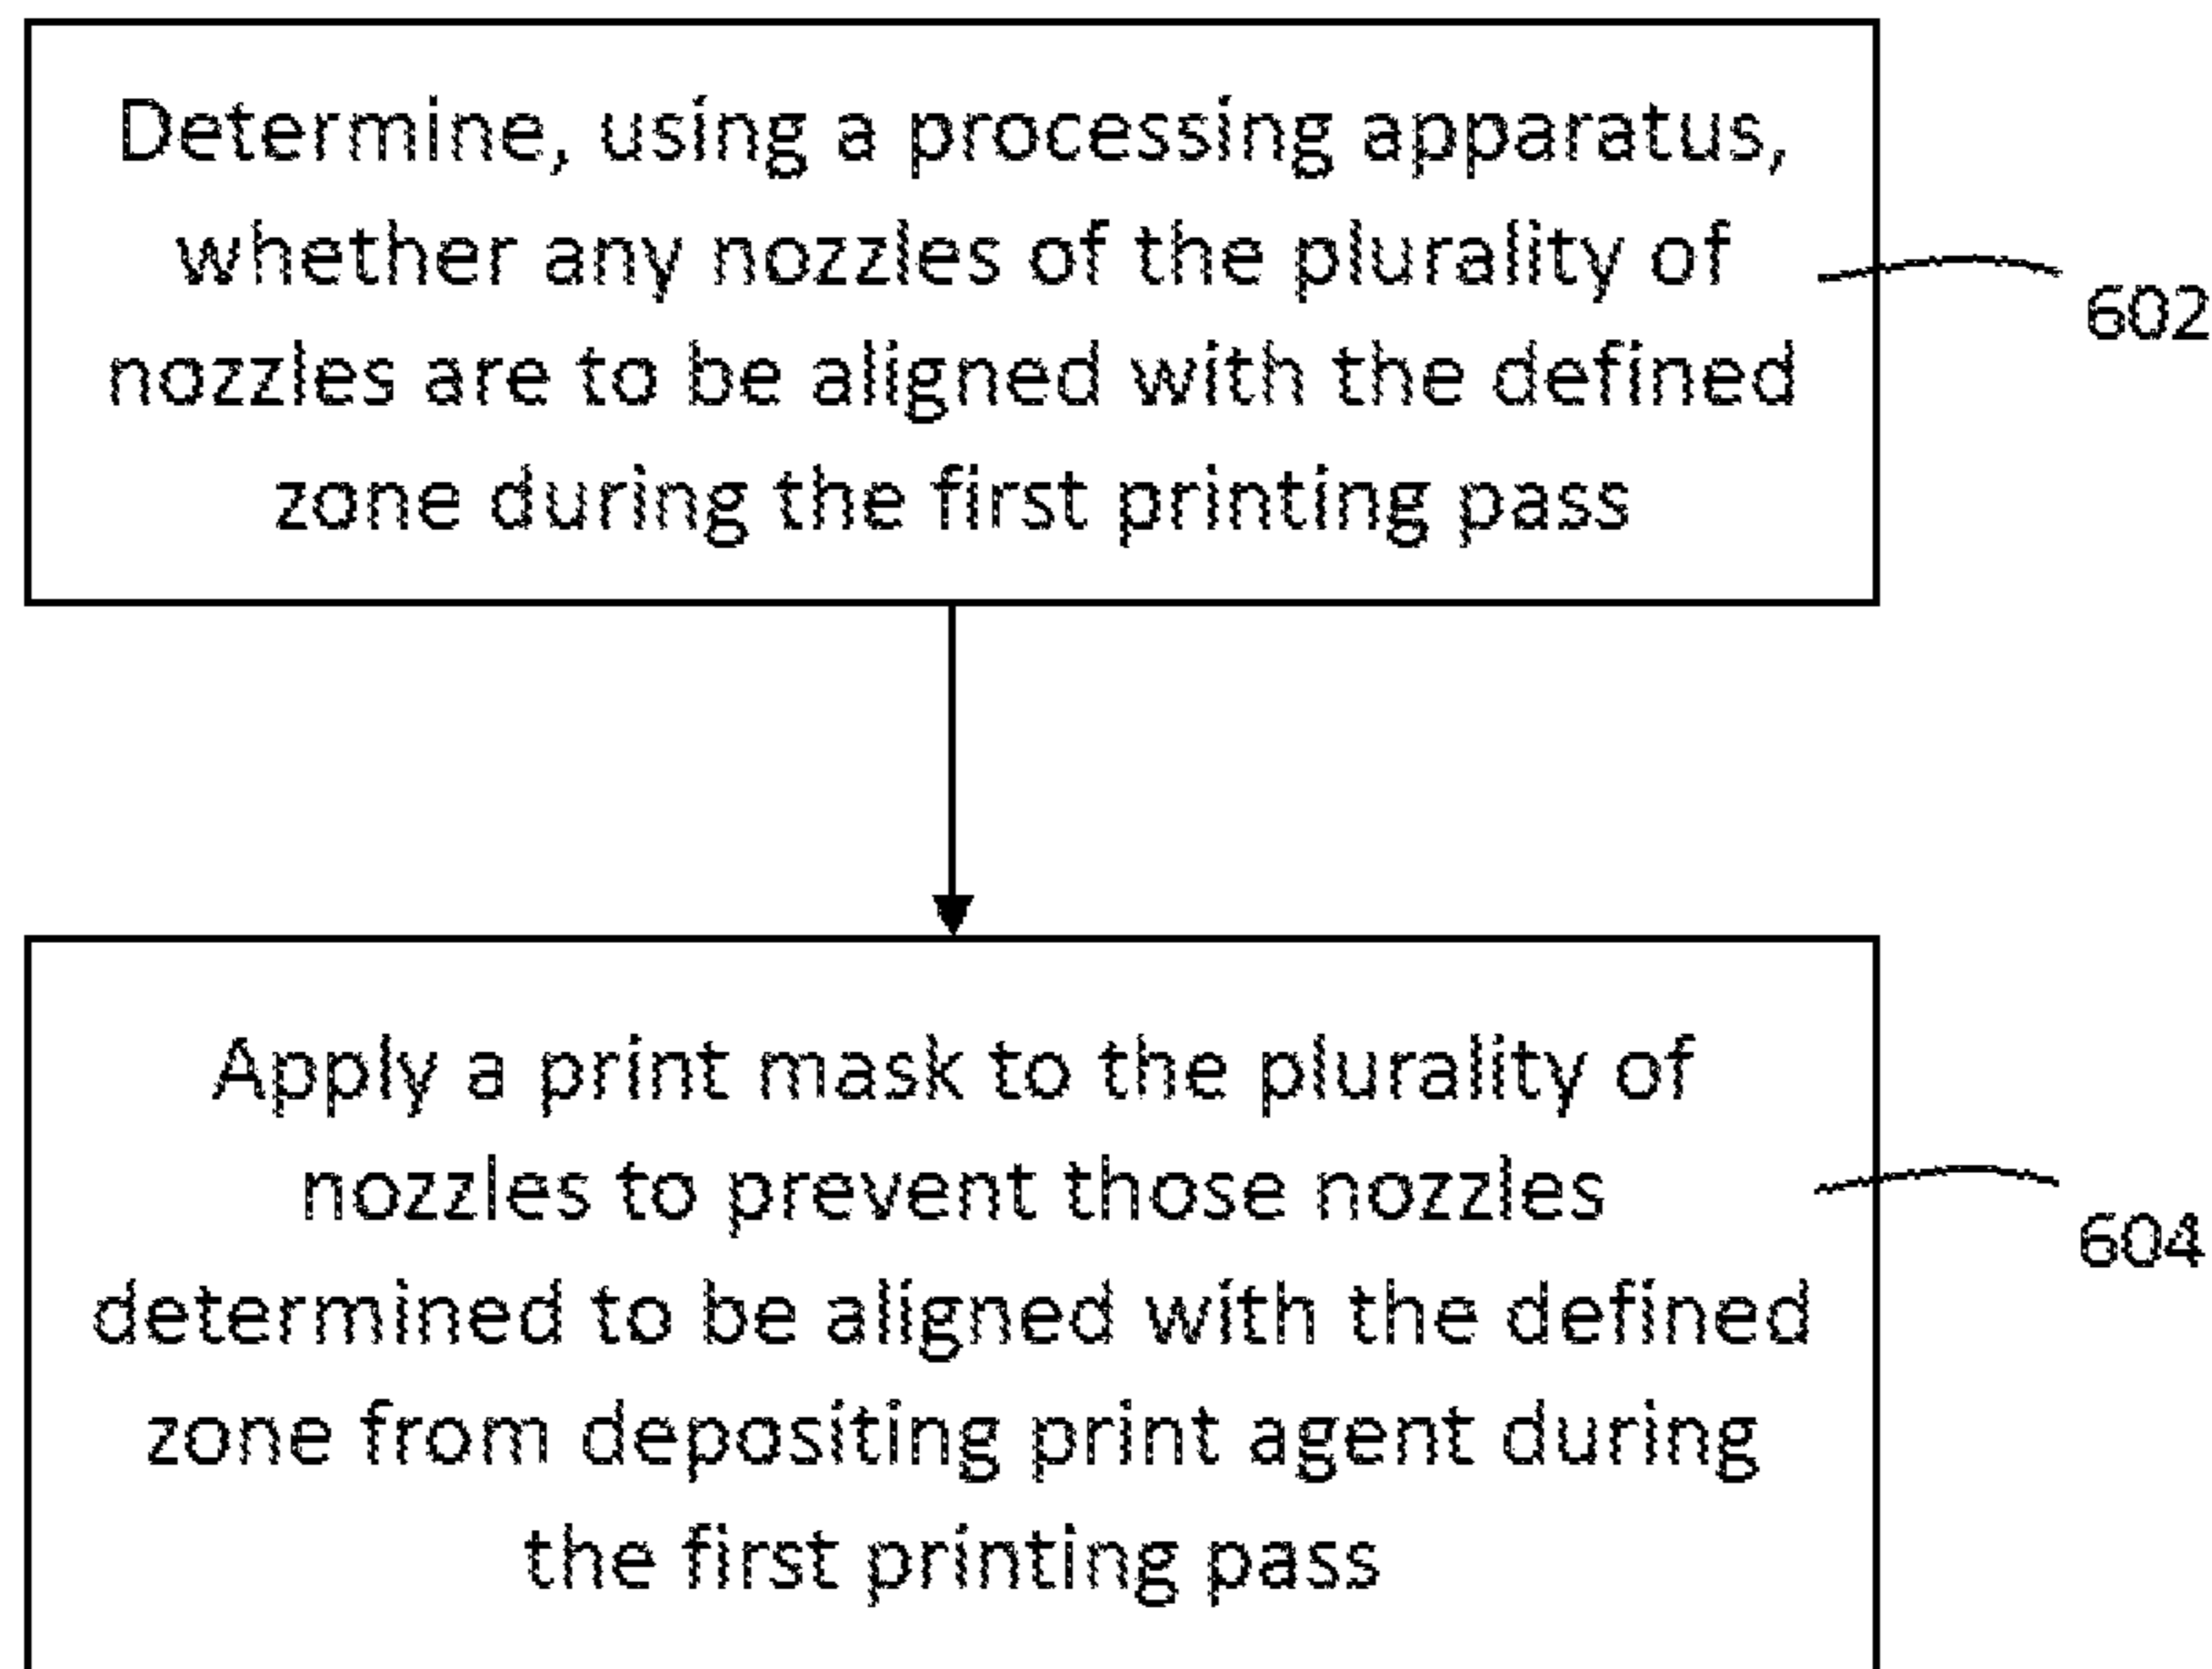 Determine, using a processing apparatus,
whether any nozzles of the plurality of
nozzles are to be aligned with the defined
zone during the first printing pass
602
Apply a print mask to the plurality of
nozzles to prevent those nozzles
determined to be aligned with the defined
zone from depositing print agent during
the first printing pass
604